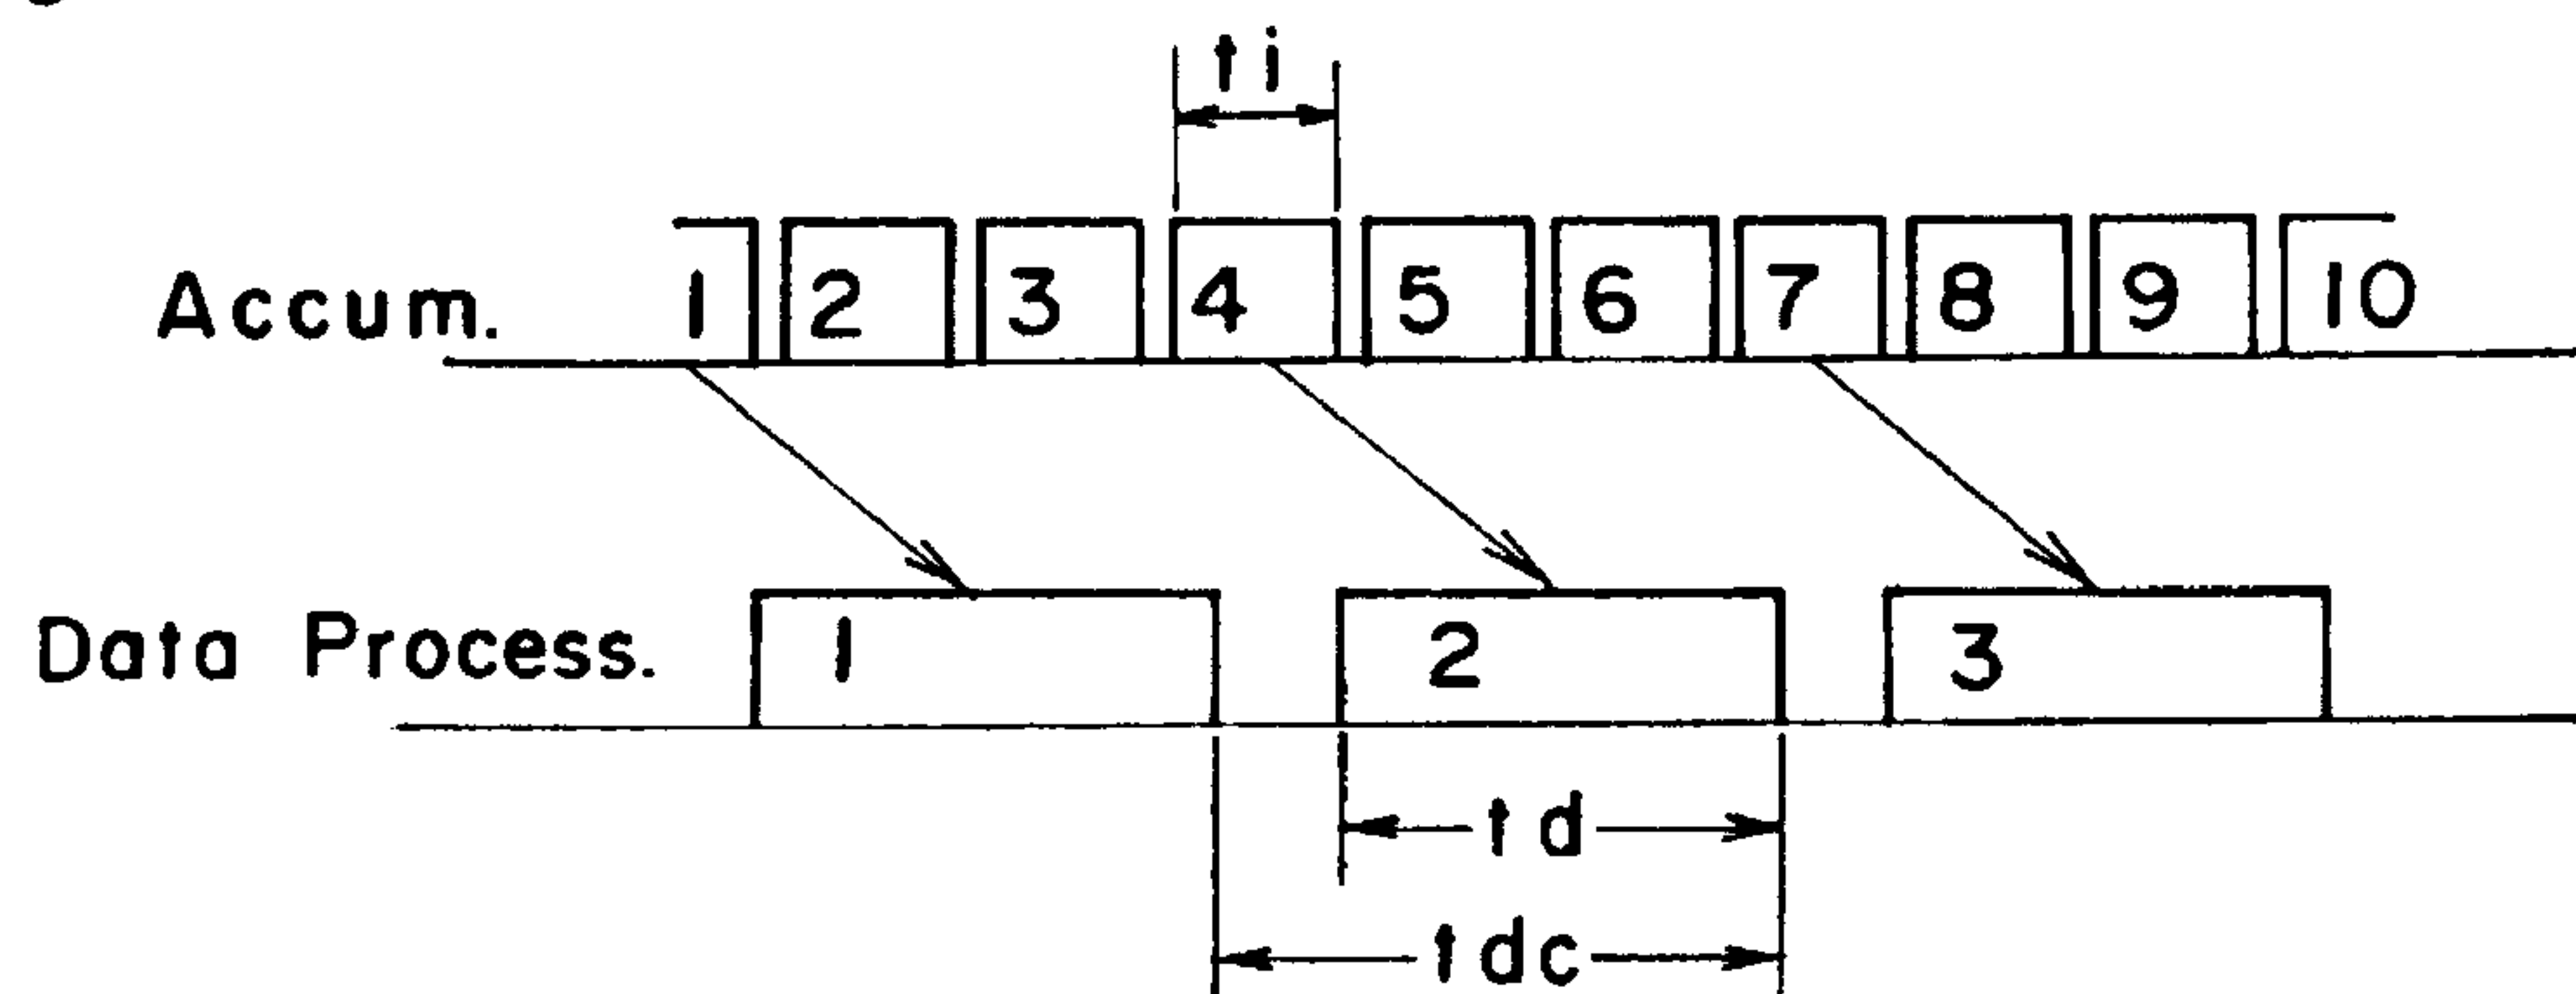 ti
Accum. 1 2 3 4 5 6 7 8 9 10
Data Process. 1 2 3
td
tdc